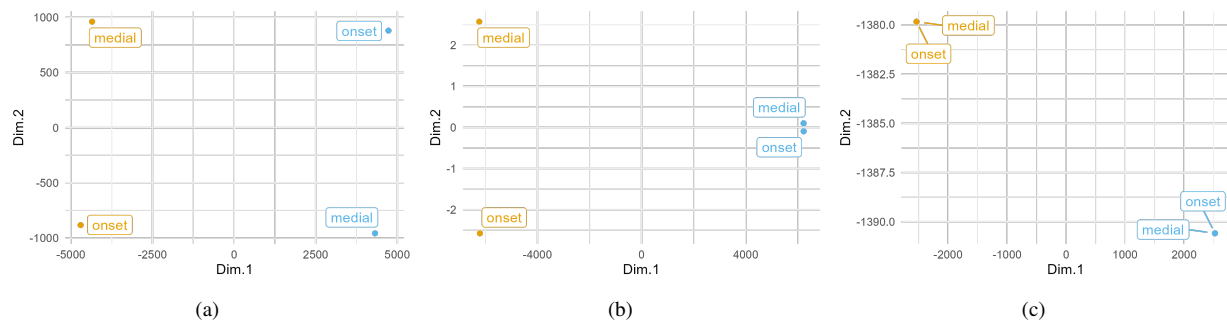 1000
500
0
-500
-1000
Dim.2
medial
onset
onset
medial
-5000
-2500
0
2500
5000
Dim.1
(a)
2
1
0
-1
-2
Dim.2
medial
medial
onset
onset
-4000
0
4000
Dim.1
(b)
-1380.0
-1382.5
-1385.0
-1387.5
-1390.0
Dim.2
medial
onset
onset
medial
-2000
-1000
0
1000
2000
Dim.1
(c)